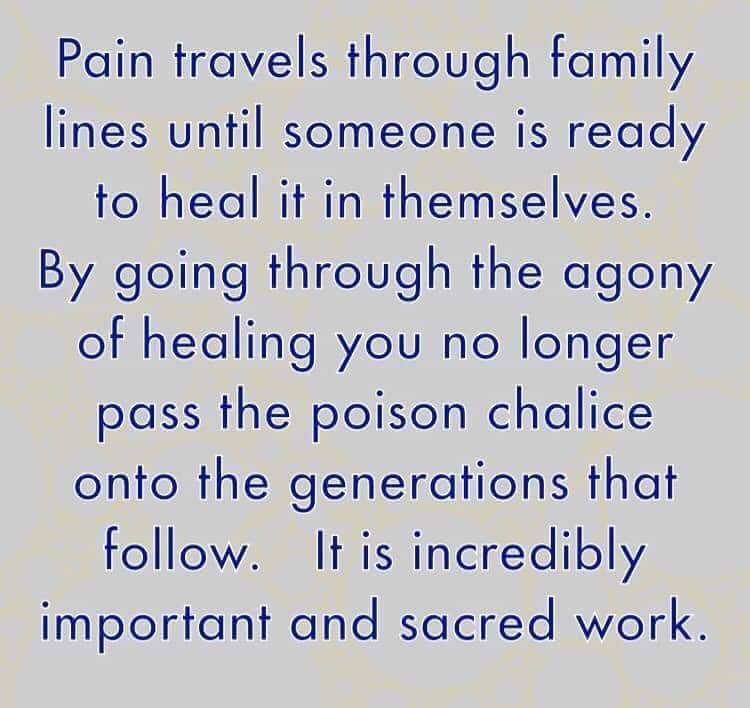 Pain travels through family
lines until someone is ready
to heal it in themselves.
By going through the agony
of healing you no longer
pass the poison chalice
onto the generations that
follow. It is incredibly
important and sacred work.